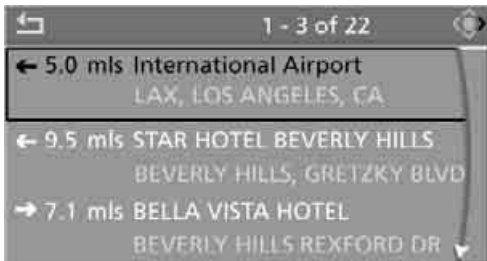 1 - 3 of 22
← 5.0 mls International Airport
LAX, LOS ANGELES, CA
← 9.5 mls STAR HOTEL BEVERLY HILLS
BEVERLY HILLS, GRETZKY BLVD
→ 7.1 mls BELLA VISTA HOTEL
BEVERLY HILLS REXFORD DR